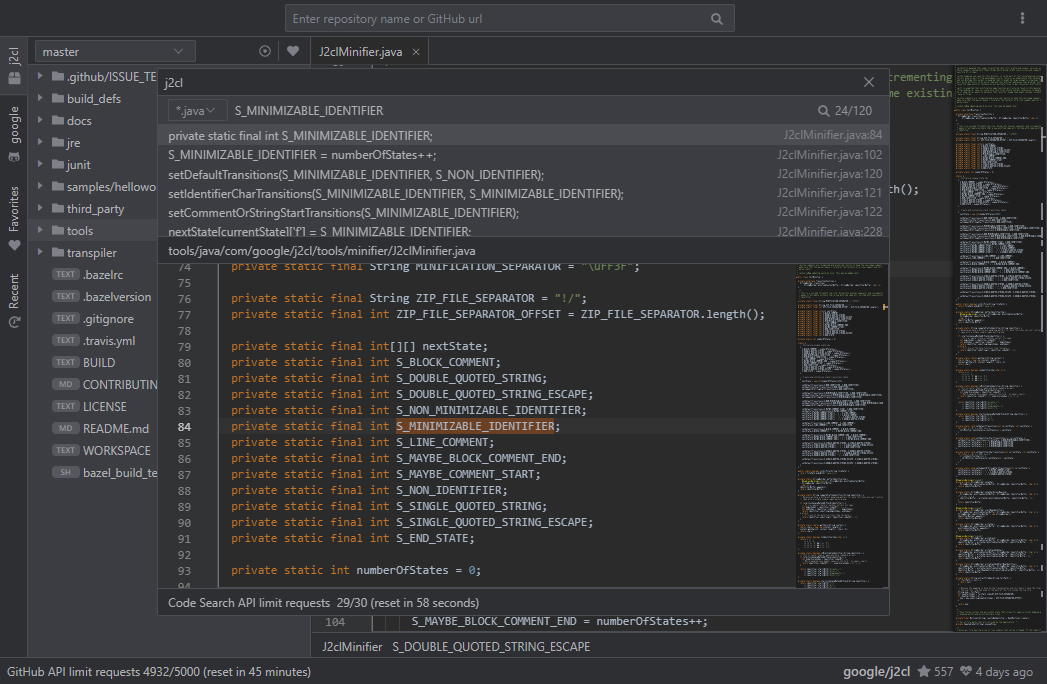 Enter repository name or GitHub url
j2cl
google
Favorites
Recent
master
J2clMinifier.java ×
.github/ISSUE_TE
build_defs
docs
jre
junit
samples/hellowo
third_party
tools
transpiler
TEXT .bazelrc
TEXT .bazelversion
TEXT .gitignore
TEXT .travis.yml
TEXT BUILD
MD CONTRIBUTIN
TEXT LICENSE
MD README.md
TEXT WORKSPACE
SH bazel_build_te
crementing
me existin
h();
j2cl
*.java S_MINIMIZABLE_IDENTIFIER 24/120
private static final int S_MINIMIZABLE_IDENTIFIER; J2clMinifier.java:84
S_MINIMIZABLE_IDENTIFIER = numberOfStates++; J2clMinifier.java:102
setDefaultTransitions(S_MINIMIZABLE_IDENTIFIER, S_NON_IDENTIFIER); J2clMinifier.java:120
setIdentifierCharTransitions(S_MINIMIZABLE_IDENTIFIER, S_MINIMIZABLE_IDENTIFIER); J2clMinifier.java:121
setCommentOrStringStartTransitions(S_MINIMIZABLE_IDENTIFIER); J2clMinifier.java:122
nextState[currentState]['f'] = S_MINIMIZABLE_IDENTIFIER; J2clMinifier.java:228
tools/java/com/google/j2cl/tools/minifier/J2clMinifier.java
74 private static final String MINIFICATION_SEPARATOR = "\uFF3F";
75
76 private static final String ZIP_FILE_SEPARATOR = "!/";
77 private static final int ZIP_FILE_SEPARATOR_OFFSET = ZIP_FILE_SEPARATOR.length();
78
79 private static final int[][] nextState;
80 private static final int S_BLOCK_COMMENT;
81 private static final int S_DOUBLE_QUOTED_STRING;
82 private static final int S_DOUBLE_QUOTED_STRING_ESCAPE;
83 private static final int S_NON_MINIMIZABLE_IDENTIFIER;
84 private static final int S_MINIMIZABLE_IDENTIFIER;
85 private static final int S_LINE_COMMENT;
86 private static final int S_MAYBE_BLOCK_COMMENT_END;
87 private static final int S_MAYBE_COMMENT_START;
88 private static final int S_NON_IDENTIFIER;
89 private static final int S_SINGLE_QUOTED_STRING;
90 private static final int S_SINGLE_QUOTED_STRING_ESCAPE;
91 private static final int S_END_STATE;
92
93 private static int numberOfStates = 0;
94
Code Search API limit requests 29/30 (reset in 58 seconds)
104 S_MAYBE_BLOCK_COMMENT_END = numberOfStates++;
J2clMinifier S_DOUBLE_QUOTED_STRING_ESCAPE
GitHub API limit requests 4932/5000 (reset in 45 minutes) google/j2cl 557 4 days ago